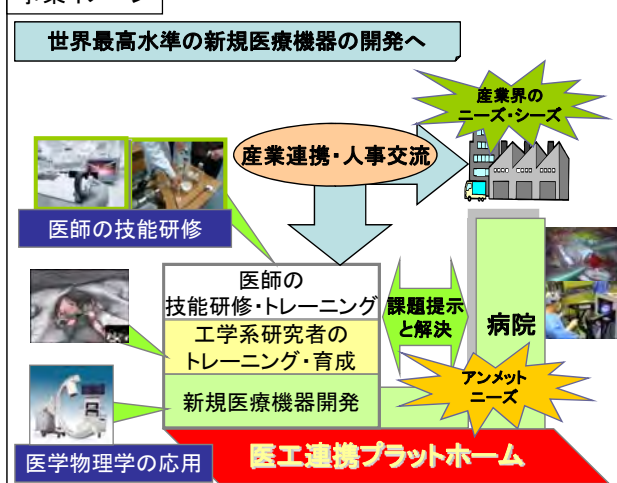 事業イメージ
世界最高水準の新規医療機器の開発へ
産業界の
ニーズ・シーズ
産業連携・人事交流
医師の技能研修
医師の
技能研修・トレーニング
工学系研究者の
トレーニング・育成
新規医療機器開発
課題提示
と解決
病院
アンメット
ニーズ
医学物理学の応用
医工連携プラットホーム